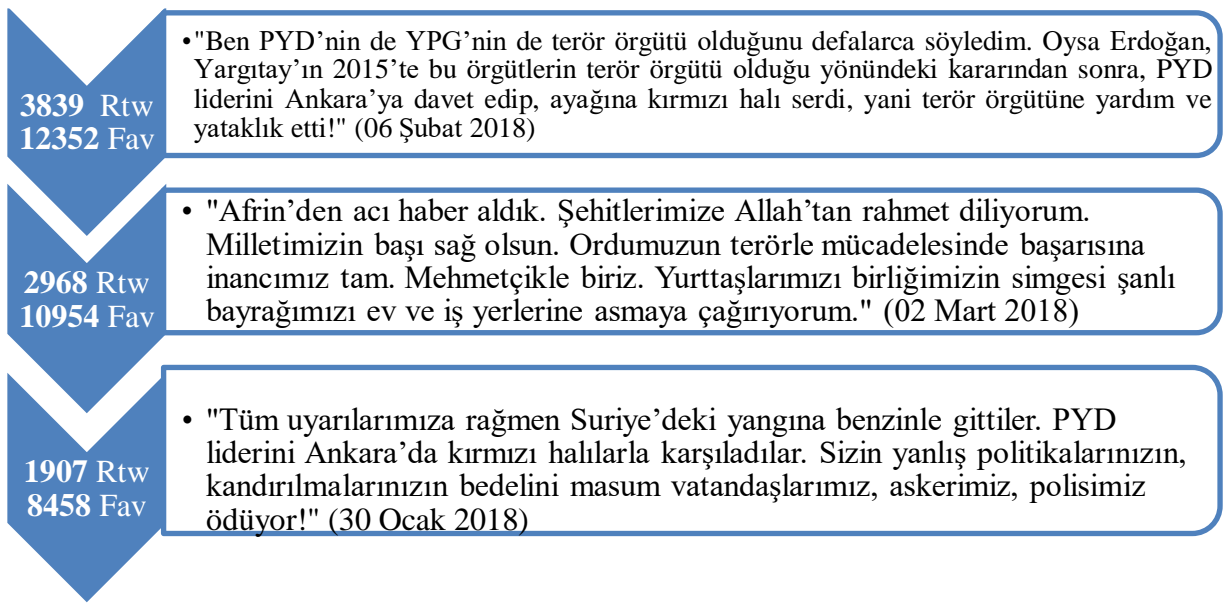 •"Ben PYD’nin de YPG’nin de terör örgütü olduğunu defalarca söyledim. Oysa Erdoğan,
Yargıtay’ın 2015’te bu örgütlerin terör örgütü olduğu yönündeki kararından sonra, PYD
liderini Ankara’ya davet edip, ayağına kırmızı halı serdi, yani terör örgütüne yardım ve
yataklık etti!" (06 Şubat 2018)
3839 Rtw
12352 Fav
• "Afrin’den acı haber aldık. Şehitlerimize Allah’tan rahmet diliyorum.
Milletimizin başı sağ olsun. Ordumuzun terörle mücadelesinde başarısına
inancımız tam. Mehmetçikle biriz. Yurttaşlarımızı birliğimizin simgesi şanlı
bayrağımızı ev ve iş yerlerine asmaya çağırıyorum." (02 Mart 2018)
2968 Rtw
10954 Fav
• "Tüm uyarılarımıza rağmen Suriye’deki yangına benzinle gittiler. PYD
liderini Ankara’da kırmızı halılarla karşıladılar. Sizin yanlış politikalarınızın,
kandırılmalarınızın bedelini masum vatandaşlarımız, askerimiz, polisimiz
ödüyor!" (30 Ocak 2018)
1907 Rtw
8458 Fav